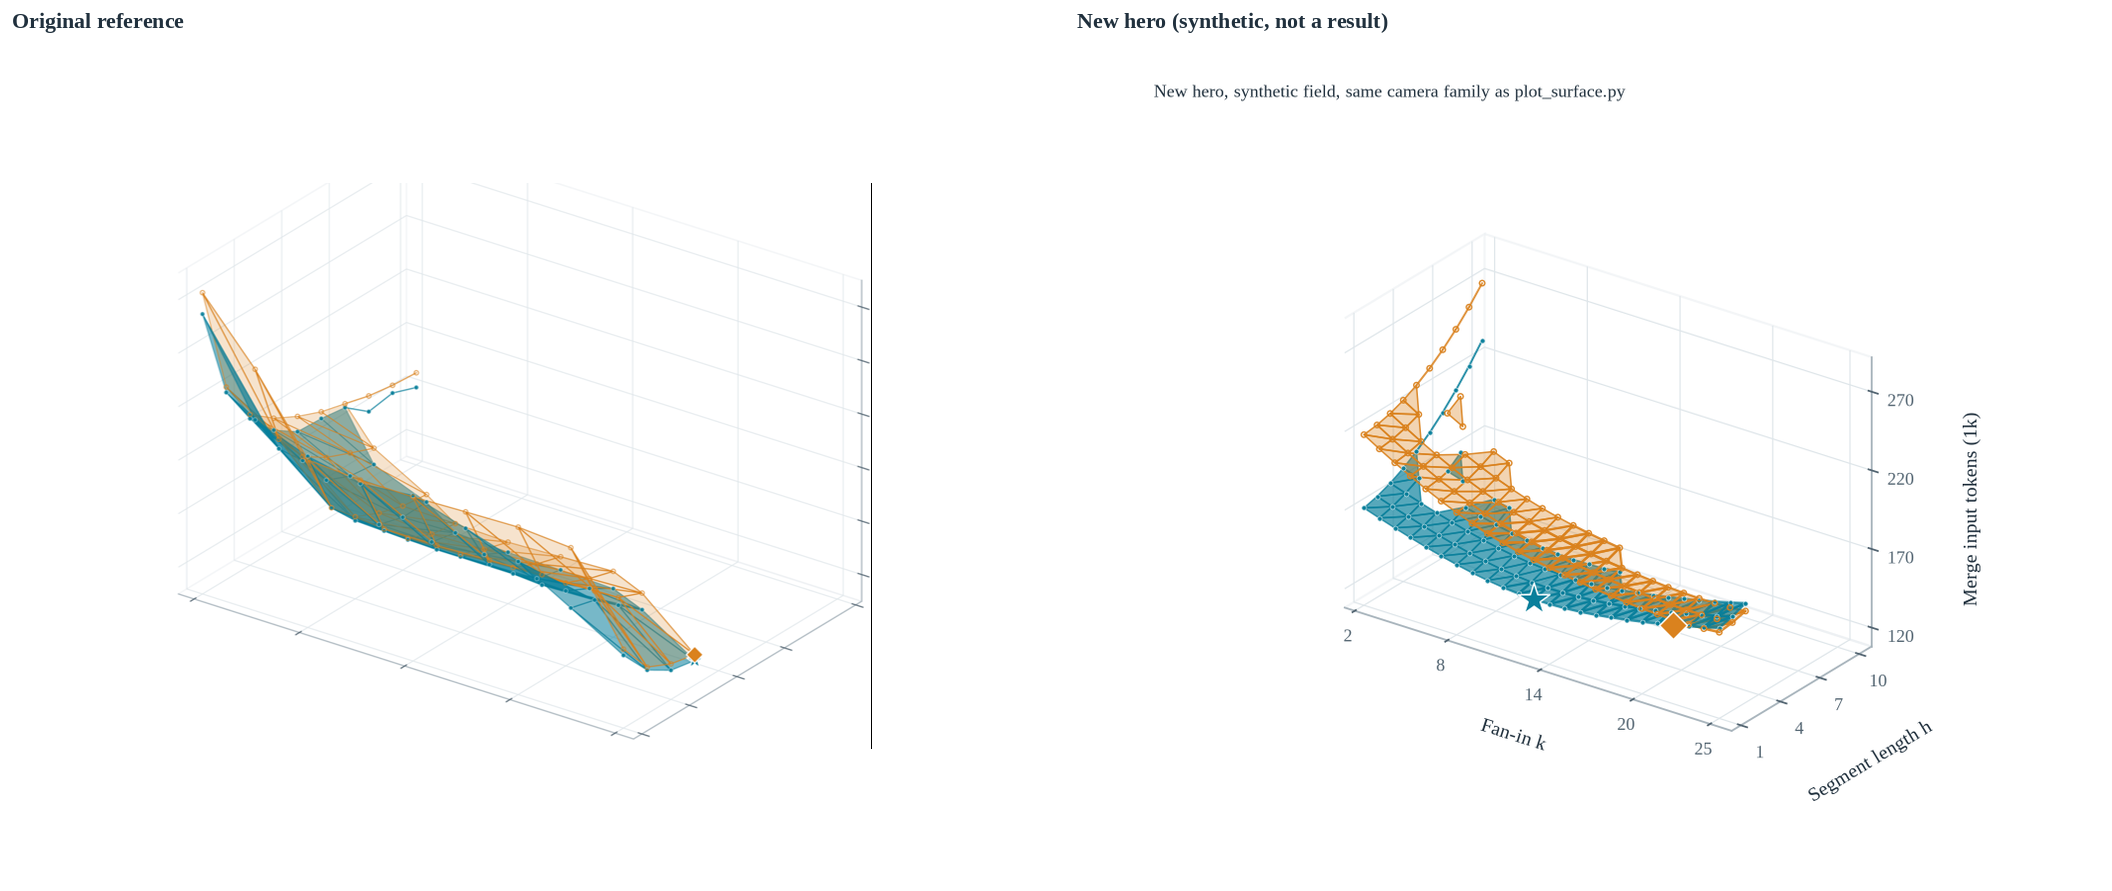 Original reference
New hero (synthetic, not a result)
New hero, synthetic field, same camera family as plot_surface.py
270
220
170
120
Merge input tokens (1k)
2
8
14
20
25
Fan-in k
1
4
7
10
Segment length h